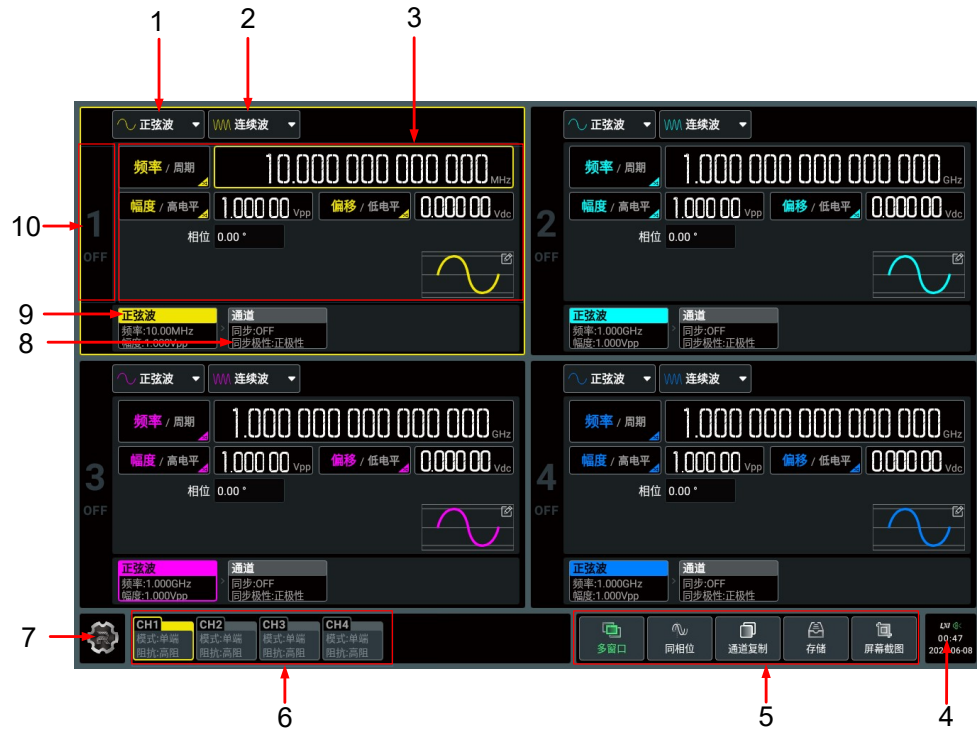 1 2 3
正弦波 连续波
频率 / 周期 10.000 000 000 000 MHz
幅度 / 高电平 1.000 00 Vpp 偏移 / 低电平 0.000 00 Vdc
相位 0.00 °
10
1
OFF
9
正弦波 通道
频率:10.00MHz 同步:OFF
幅度:1.000Vpp 同步极性:正极性
8
正弦波 连续波
频率 / 周期 1.000 000 000 000 000 GHz
幅度 / 高电平 1.000 00 Vpp 偏移 / 低电平 0.000 00 Vdc
相位 0.00 °
2
OFF
正弦波 通道
频率:1.000GHz 同步:OFF
幅度:1.000Vpp 同步极性:正极性
正弦波 连续波
频率 / 周期 1.000 000 000 000 000 GHz
幅度 / 高电平 1.000 00 Vpp 偏移 / 低电平 0.000 00 Vdc
相位 0.00 °
3
OFF
正弦波 通道
频率:1.000GHz 同步:OFF
幅度:1.000Vpp 同步极性:正极性
正弦波 连续波
频率 / 周期 1.000 000 000 000 000 GHz
幅度 / 高电平 1.000 00 Vpp 偏移 / 低电平 0.000 00 Vdc
相位 0.00 °
4
OFF
正弦波 通道
频率:1.000GHz 同步:OFF
幅度:1.000Vpp 同步极性:正极性
7
CH1 CH2 CH3 CH4
模式:单端 模式:单端 模式:单端 模式:单端
阻抗:高阻 阻抗:高阻 阻抗:高阻 阻抗:高阻
多窗口 同相位 通道复制 存储 屏幕截图
LXI
00:47
06-08
6 5 4